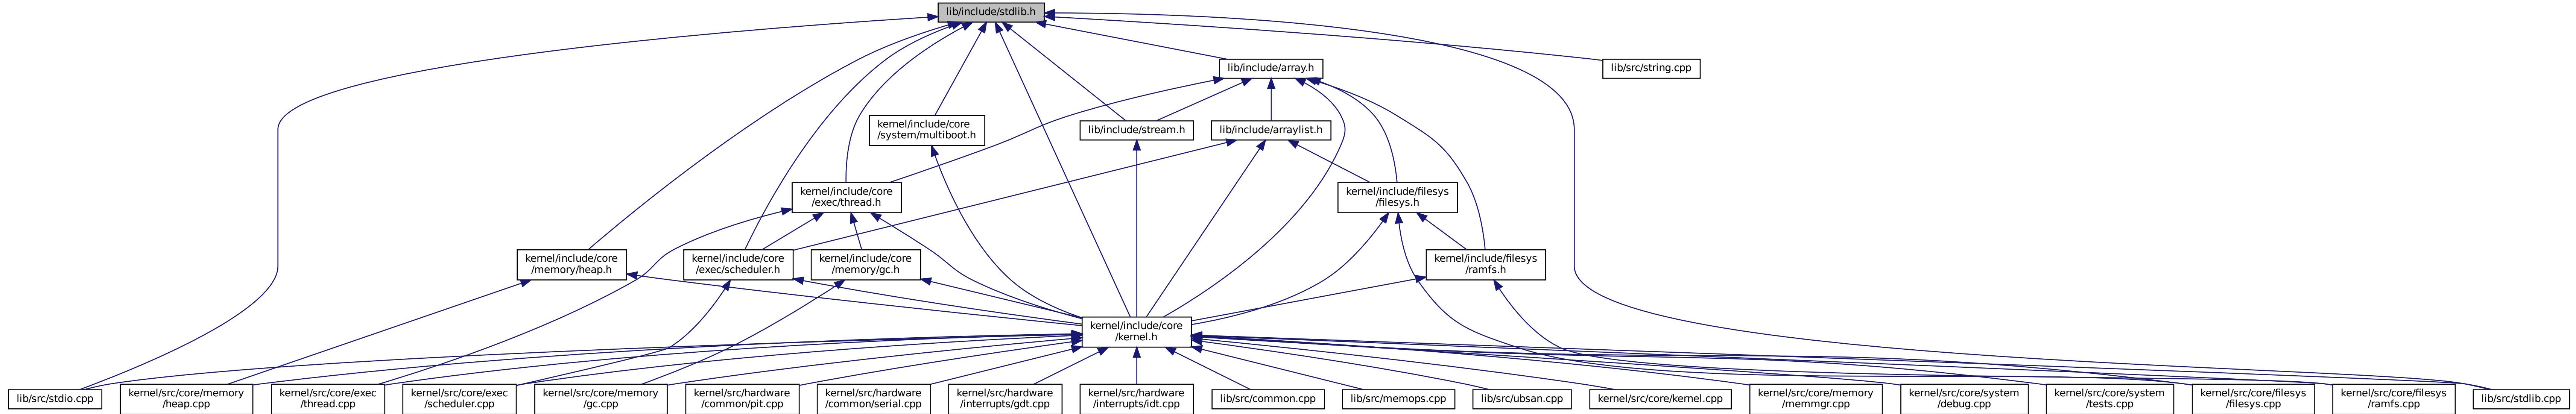 lib/include/stdlib.h
lib/include/array.h
lib/src/string.cpp
kernel/include/core
/system/multiboot.h
lib/include/stream.h
lib/include/arraylist.h
kernel/include/core
/exec/thread.h
kernel/include/filesys
/filesys.h
kernel/include/core
/memory/heap.h
kernel/include/core
/exec/scheduler.h
kernel/include/core
/memory/gc.h
kernel/include/filesys
/ramfs.h
kernel/include/core
/kernel.h
lib/src/stdio.cpp
kernel/src/core/memory
/heap.cpp
kernel/src/core/exec
/thread.cpp
kernel/src/core/exec
/scheduler.cpp
kernel/src/core/memory
/gc.cpp
kernel/src/hardware
/common/pit.cpp
kernel/src/hardware
/common/serial.cpp
kernel/src/hardware
/interrupts/gdt.cpp
kernel/src/hardware
/interrupts/idt.cpp
lib/src/common.cpp
lib/src/memops.cpp
lib/src/ubsan.cpp
kernel/src/core/kernel.cpp
kernel/src/core/memory
/memmgr.cpp
kernel/src/core/system
/debug.cpp
kernel/src/core/system
/tests.cpp
kernel/src/core/filesys
/filesys.cpp
kernel/src/core/filesys
/ramfs.cpp
lib/src/stdlib.cpp